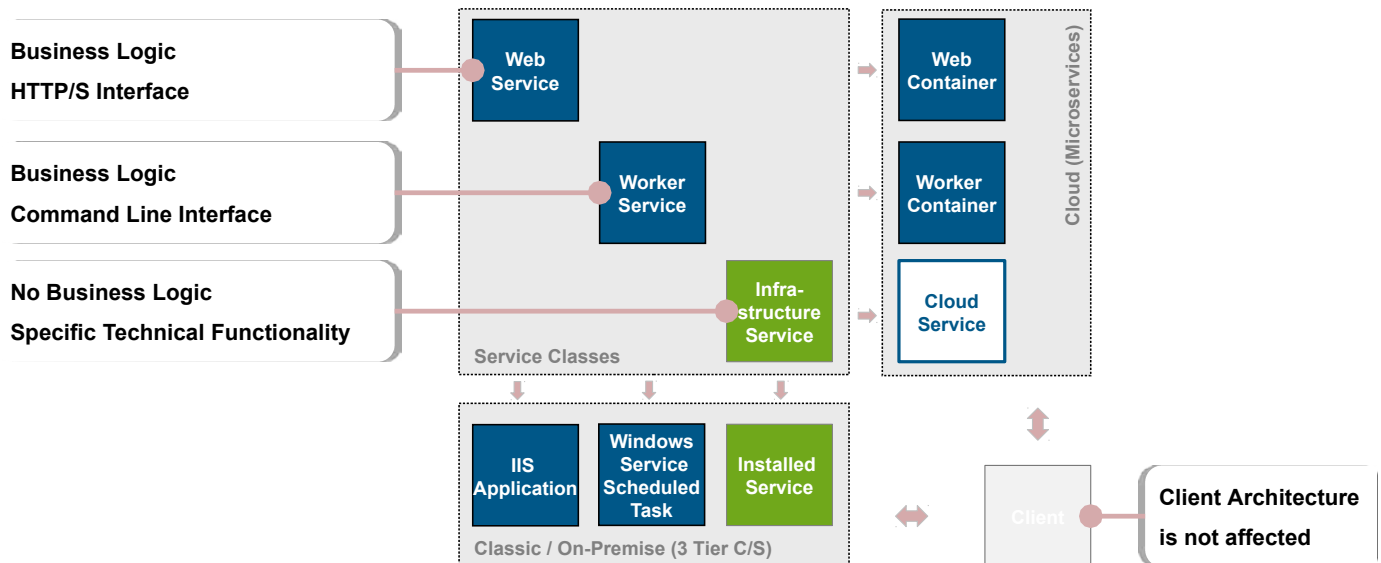 Business Logic
HTTP/S Interface
Web
Service
Web
Container
Cloud (Microservices)
Business Logic
Command Line Interface
Worker
Service
Worker
Container
No Business Logic
Specific Technical Functionality
Infra-
structure
Service
Cloud
Service
Service Classes
IIS
Application
Windows
Service
Scheduled
Task
Installed
Service
Classic / On-Premise (3 Tier C/S)
Client
Client Architecture
is not affected